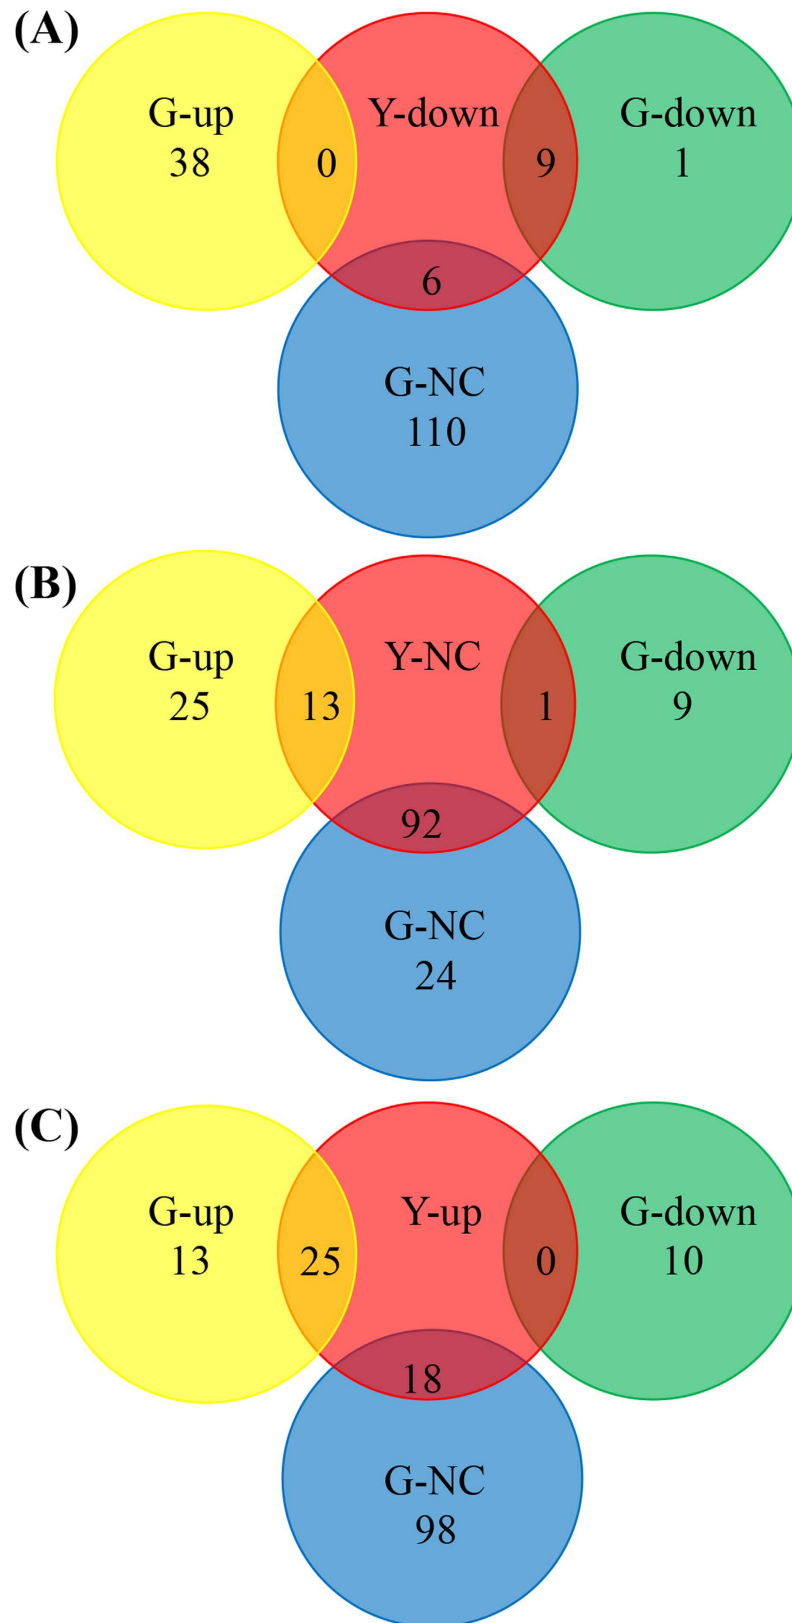 (A)
G-up
38
0
Y-down
9
G-down
1
6
G-NC
110
(B)
G-up
25
13
Y-NC
1
G-down
9
92
G-NC
24
(C)
G-up
13
25
Y-up
0
G-down
10
18
G-NC
98